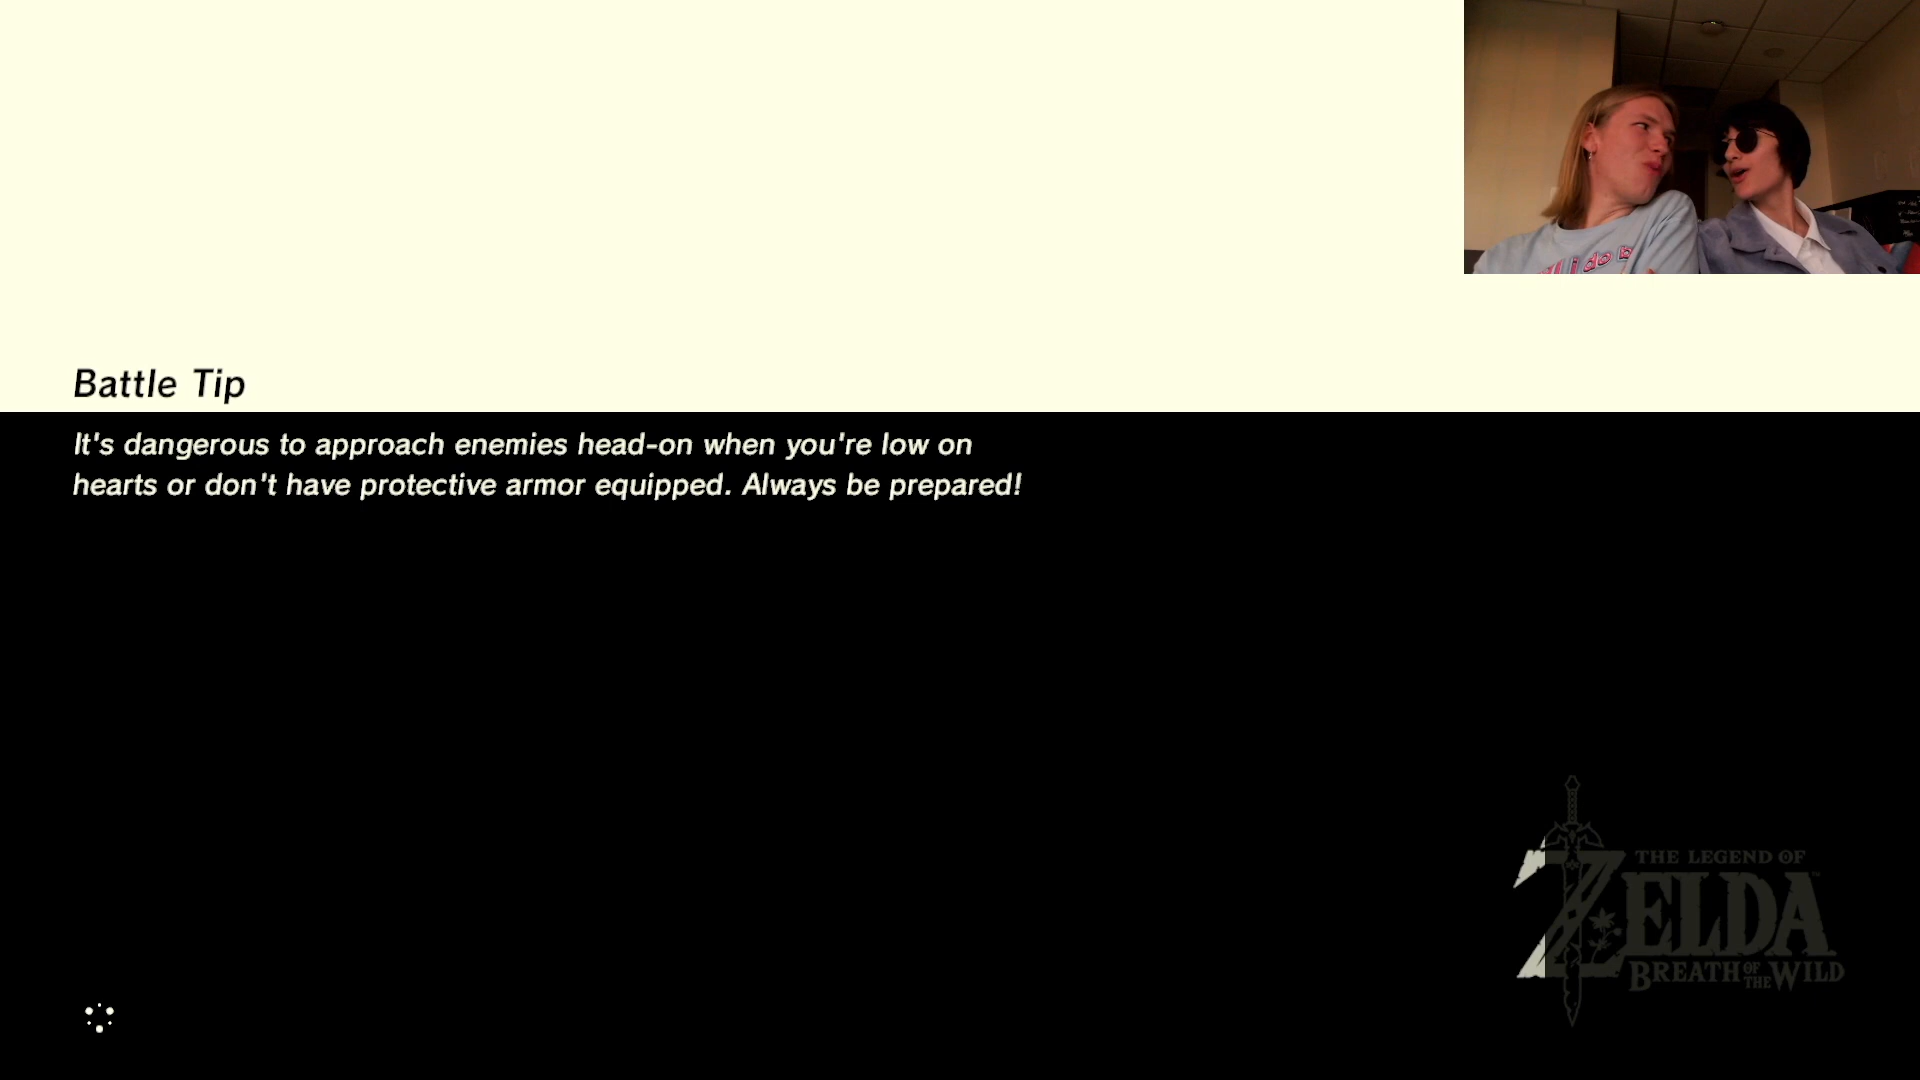 Battle Tip
It's dangerous to approach enemies head-on when you're low on
hearts or don't have protective armor equipped. Always be prepared!
i do
THE LEGEND OF
ZELDA
BREATH OF THE WILD